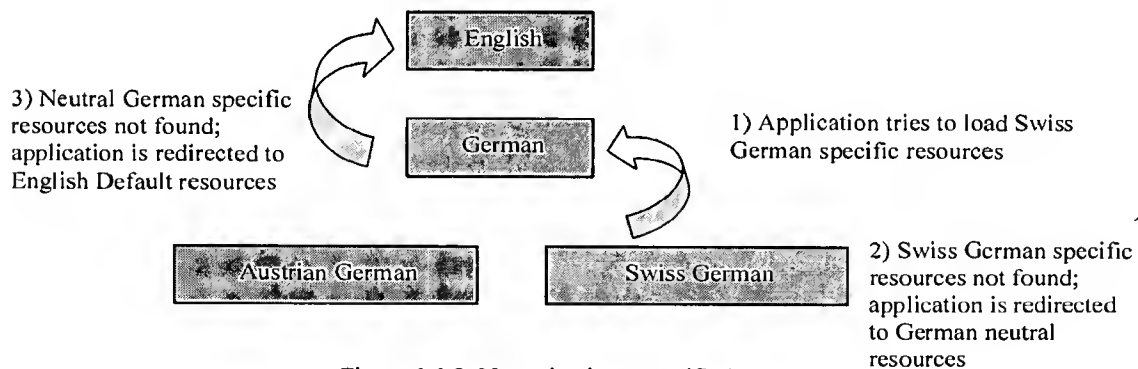 English
3) Neutral German specific
resources not found;
application is redirected to
English Default resources
German
1) Application tries to load Swiss
German specific resources
Austrian German
Swiss German
2) Swiss German specific
resources not found;
application is redirected
to German neutral
resources